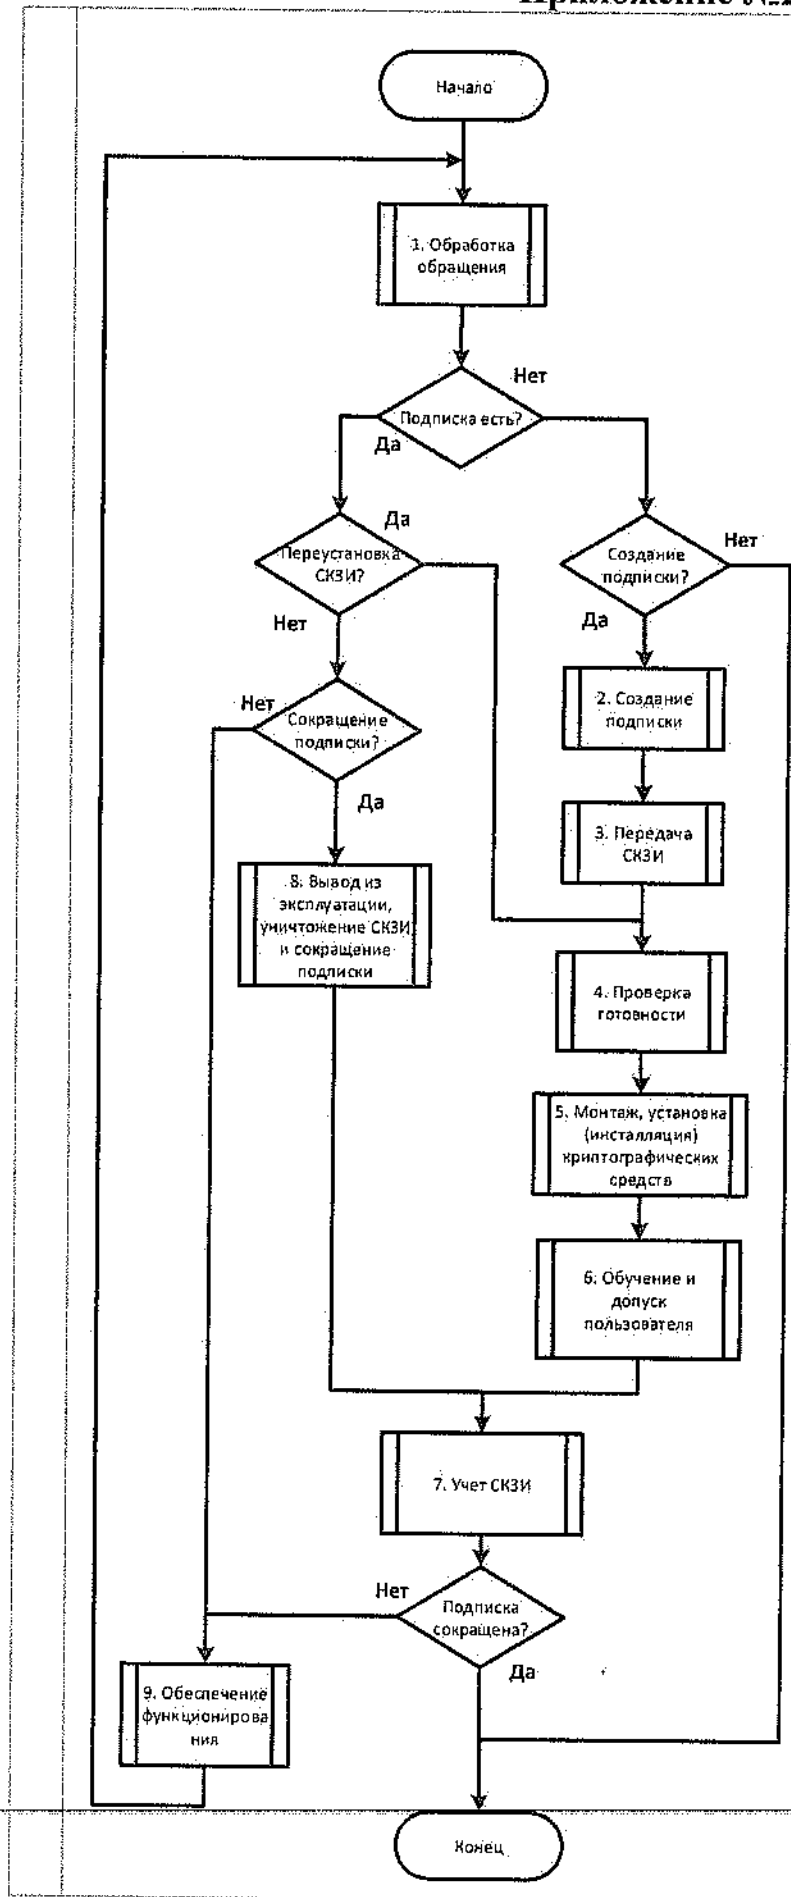 Начало
1. Обработка
обращения
Нет
Подписка есть?
Да
Да
Нет
Переустановка
СКЗИ?
Создание
подписки?
Нет
Да
Нет
Сокращение
подписки?
2. Создание
подписки
Да
3. Передача
СКЗИ
8. Вывод из
эксплуатации,
уничтожение СКЗИ
и сокращение
подписки
4. Проверка
готовности
5. Монтаж, установка
(инсталляция)
криптографических
средств
6. Обучение и
допуск
пользователя
7. Учет СКЗИ
Нет
Подписка
сокращена?
Да
9. Обеспечение
функционирова
ния
Конец